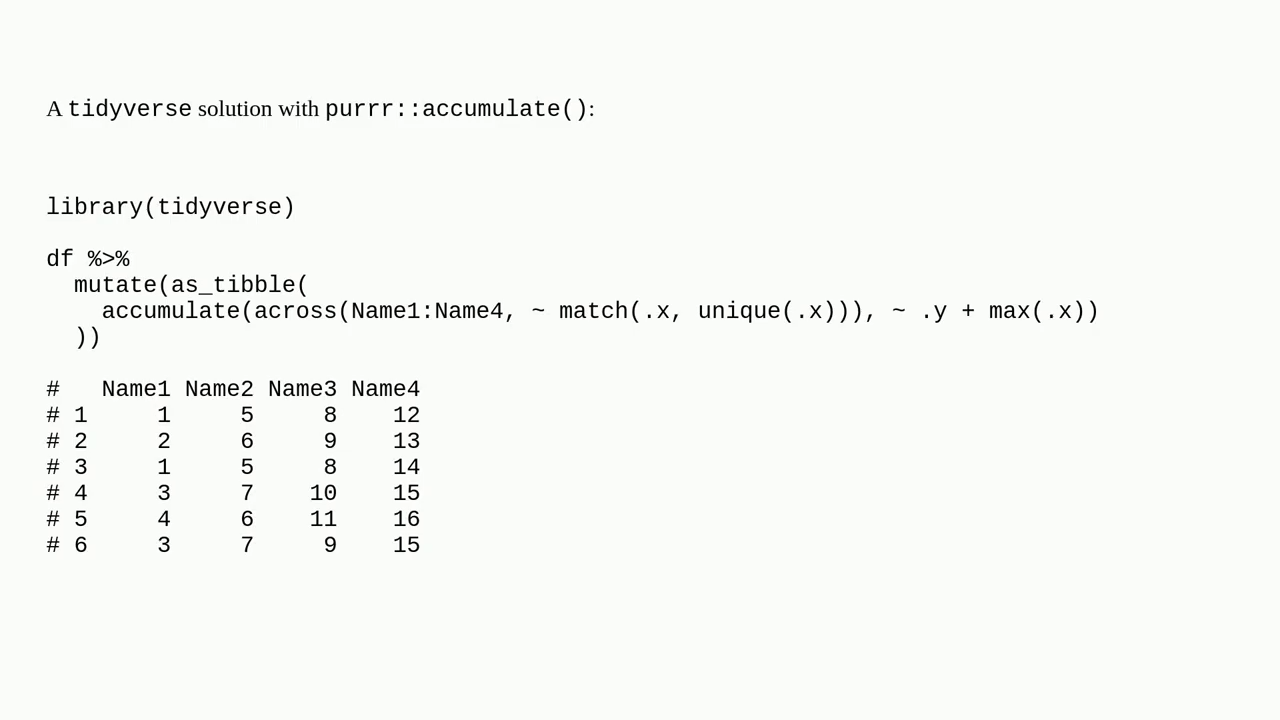 A tidyverse solution with purrr::accumulate():
library(tidyverse)
df %>%
  mutate(as_tibble(
    accumulate(across(Name1:Name4, ~ match(.x, unique(.x))), ~ .y + max(.x))
  ))
#   Name1 Name2 Name3 Name4
# 1     1     5     8    12
# 2     2     6     9    13
# 3     1     5     8    14
# 4     3     7    10    15
# 5     4     6    11    16
# 6     3     7     9    15